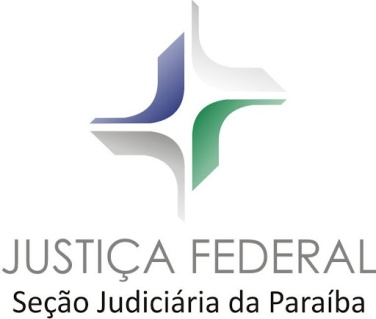 JUSTIÇA FEDERAL
Seção Judiciária da Paraíba